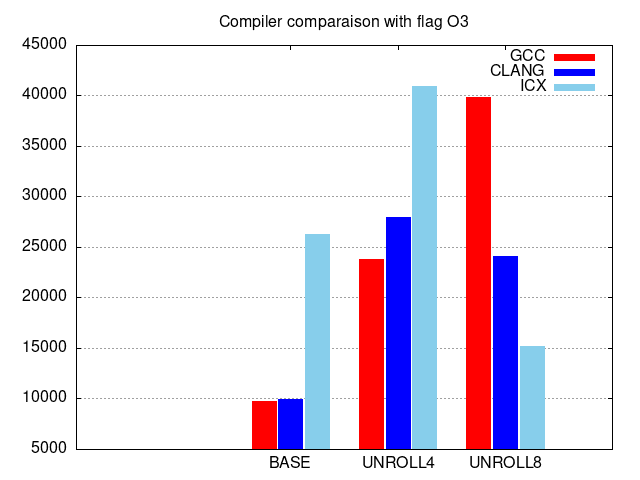 Compiler comparaison with flag O3
45000
40000
35000
30000
25000
20000
15000
10000
5000
GCC
CLANG
ICX
BASE UNROLL4 UNROLL8